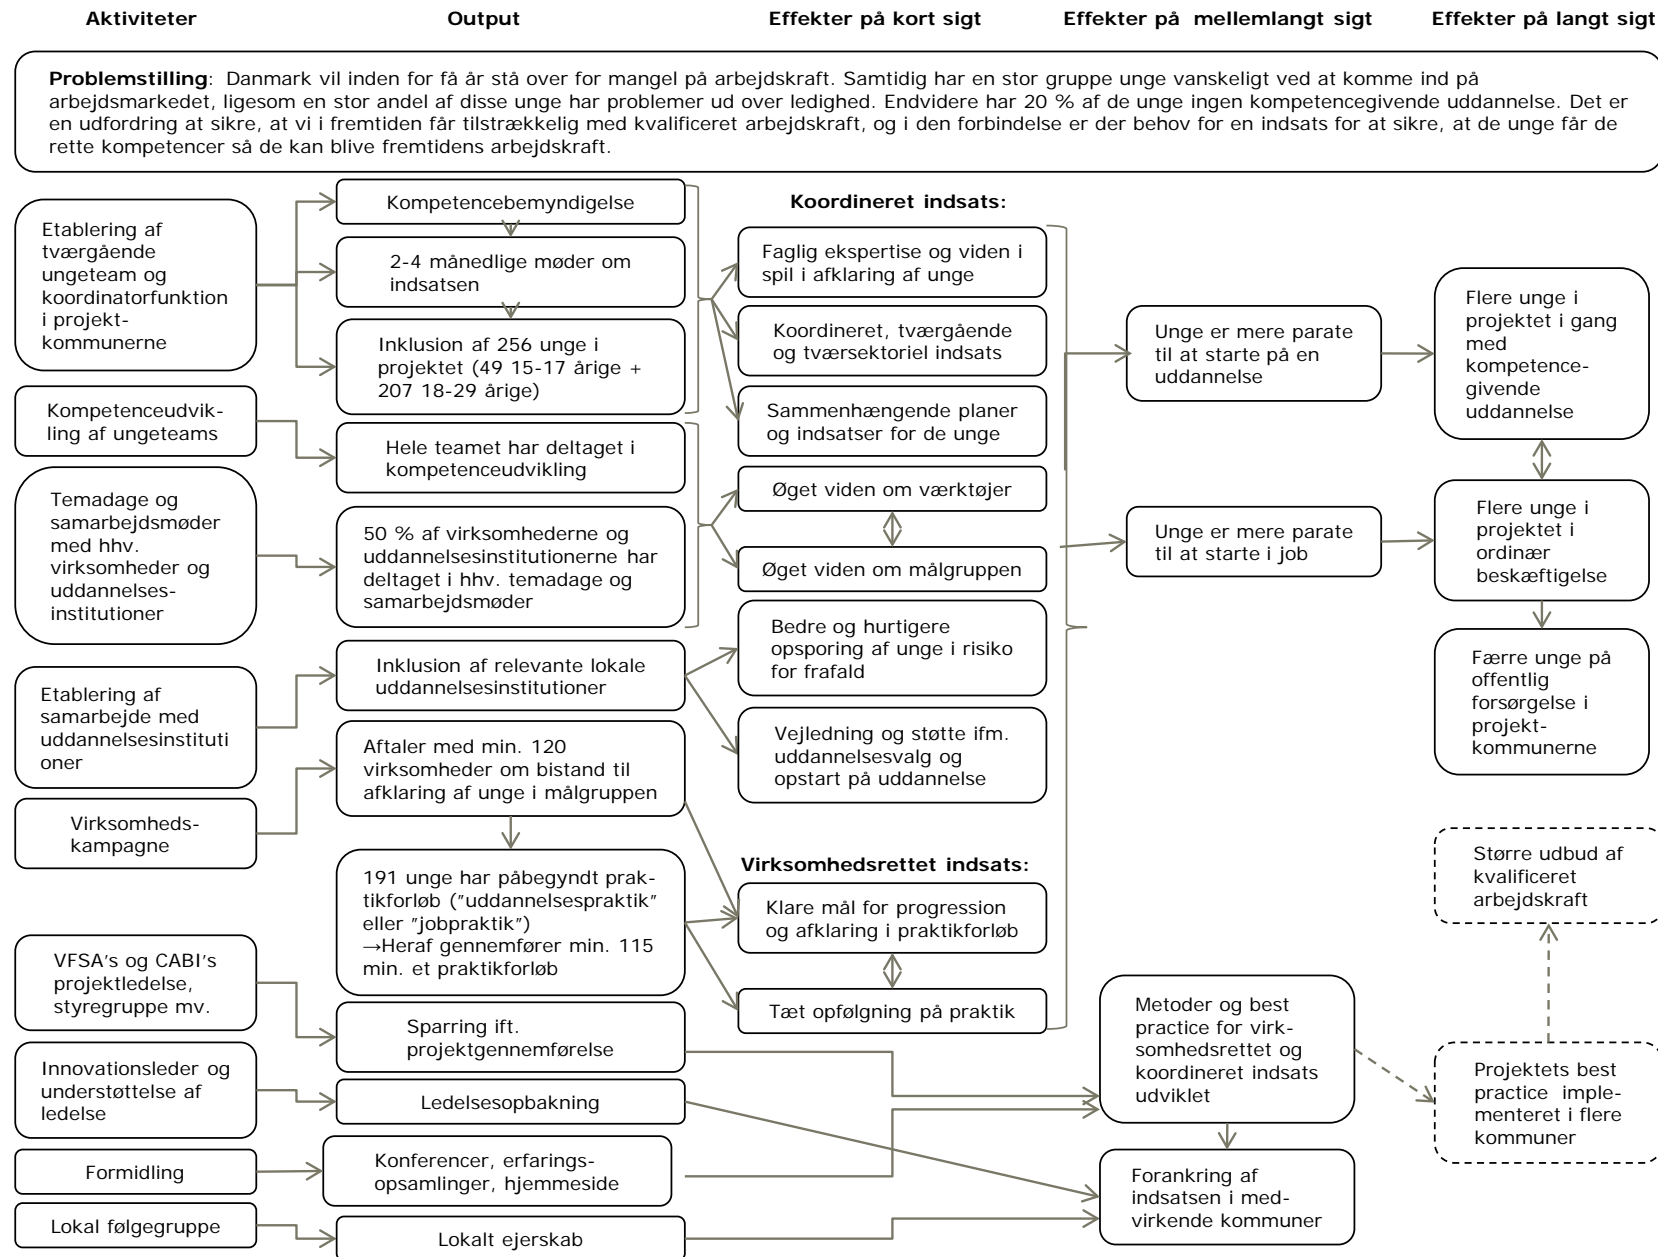 Aktiviteter
Output
Effekter på kort sigt
Effekter på mellemlangt sigt
Effekter på langt sigt
Problemstilling: Danmark vil inden for få år stå over for mangel på arbejdskraft. Samtidig har en stor gruppe unge vanskeligt ved at komme ind på
arbejdsmarkedet, ligesom en stor andel af disse unge har problemer ud over ledighed. Endvidere har 20 % af de unge ingen kompetencegivende uddannelse. Det er
en udfordring at sikre, at vi i fremtiden får tilstrækkelig med kvalificeret arbejdskraft, og i den forbindelse er der behov for en indsats for at sikre, at de unge får de
rette kompetencer så de kan blive fremtidens arbejdskraft.
Etablering af
tværgående
ungeteam og
koordinatorfunktion
i projekt-
kommunerne
Kompetenceudvik-
ling af ungeteams
Temadage og
samarbejdsmøder
med hhv.
virksomheder og
uddannelses-
institutioner
Etablering af
samarbejde med
uddannelsesinstituti
oner
Virksomheds-
kampagne
VFSA's og CABI's
projektledelse,
styregruppe mv.
Innovationsleder og
understøttelse af
ledelse
Formidling
Lokal følgegruppe
Kompetencebemyndigelse
2-4 månedlige møder om
indsatsen
Inklusion af 256 unge i
projektet (49 15-17 årige +
207 18-29 årige)
Hele teamet har deltaget i
kompetenceudvikling
50 % af virksomhederne og
uddannelsesinstitutionerne har
deltaget i hhv. temadage og
samarbejdsmøder
Inklusion af relevante lokale
uddannelsesinstitutioner
Aftaler med min. 120
virksomheder om bistand til
afklaring af unge i målgruppen
191 unge har påbegyndt prak-
tikforløb ("uddannelsespraktik"
eller "jobpraktik")
→Heraf gennemfører min. 115
min. et praktikforløb
Sparring ift.
projektgennemførelse
Ledelsesopbakning
Konferencer, erfarings-
opsamlinger, hjemmeside
Lokalt ejerskab
Koordineret indsats:
Faglig ekspertise og viden i
spil i afklaring af unge
Koordineret, tværgående
og tværsektoriel indsats
Sammenhængende planer
og indsatser for de unge
Øget viden om værktøjer
Øget viden om målgruppen
Bedre og hurtigere
opsporing af unge i risiko
for frafald
Vejledning og støtte ifm.
uddannelsesvalg og
opstart på uddannelse
Virksomhedsrettet indsats:
Klare mål for progression
og afklaring i praktikforløb
Tæt opfølgning på praktik
Unge er mere parate
til at starte på en
uddannelse
Unge er mere parate
til at starte i job
Metoder og best
practice for virk-
somhedsrettet og
koordineret indsats
udviklet
Forankring af
indsatsen i med-
virkende kommuner
Flere unge i
projektet i gang
med
kompetence-
givende
uddannelse
Flere unge i
projektet i
ordinær
beskæftigelse
Færre unge på
offentlig
forsørgelse i
projekt-
kommunerne
Større udbud af
kvalificeret
arbejdskraft
Projektets best
practice imple-
menteret i flere
kommuner